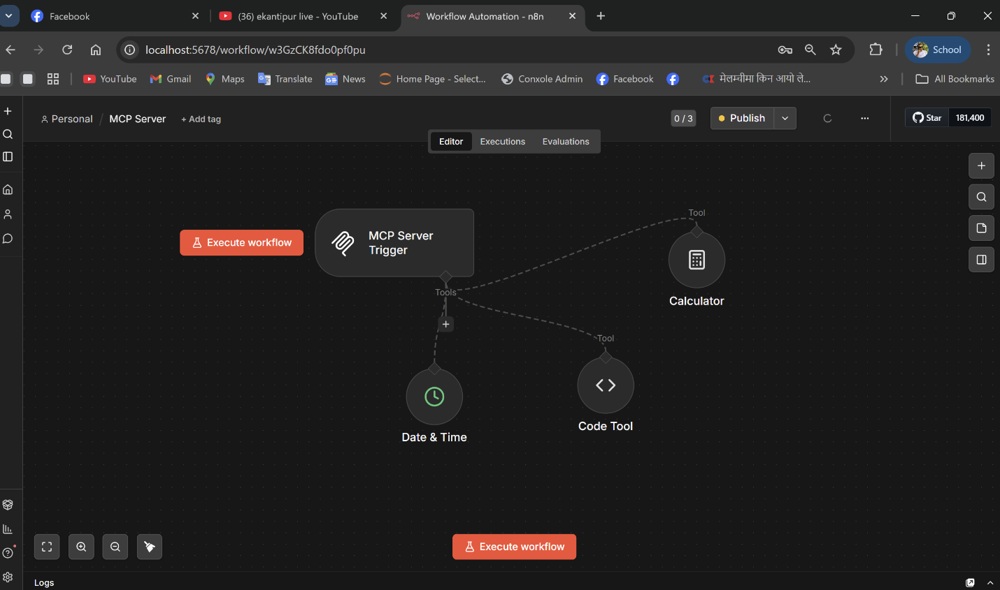 Facebook
(36) ekantipur live - YouTube
Workflow Automation - n8n
localhost:5678/workflow/w3GzCK8fdo0pf0pu
School
YouTube
Gmail
Maps
Translate
News
Home Page - Select...
Conxole Admin
Facebook
मेलम्चीमा किन आयो ले...
All Bookmarks
Personal / MCP Server + Add tag
0 / 3
Publish
Star 181,400
Editor Executions Evaluations
Execute workflow
MCP Server
Trigger
Tools
Tool
Calculator
Tool
Code Tool
Date & Time
Execute workflow
Logs